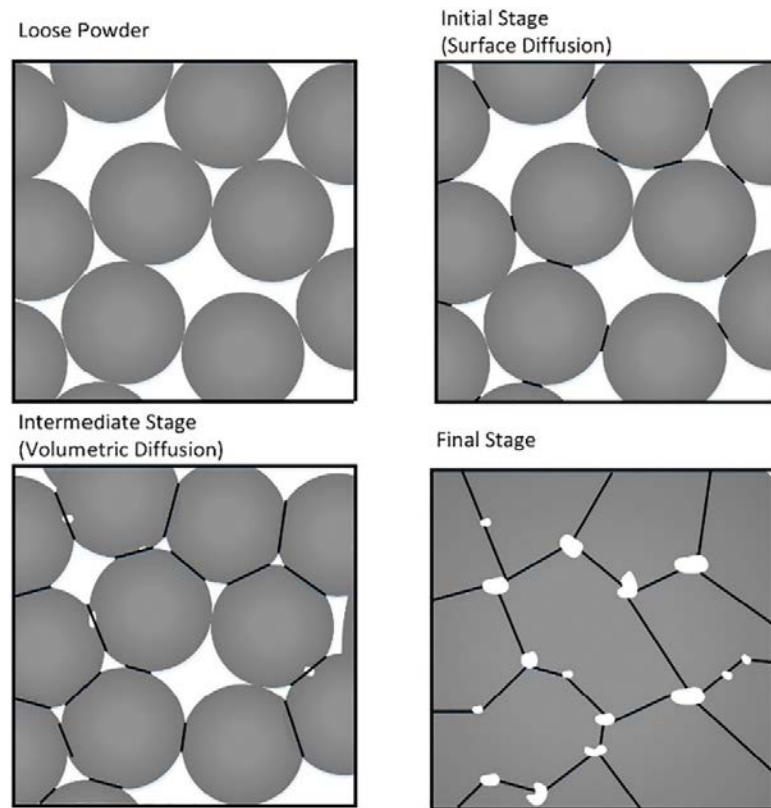 Loose Powder
Initial Stage
(Surface Diffusion)
Intermediate Stage
(Volumetric Diffusion)
Final Stage